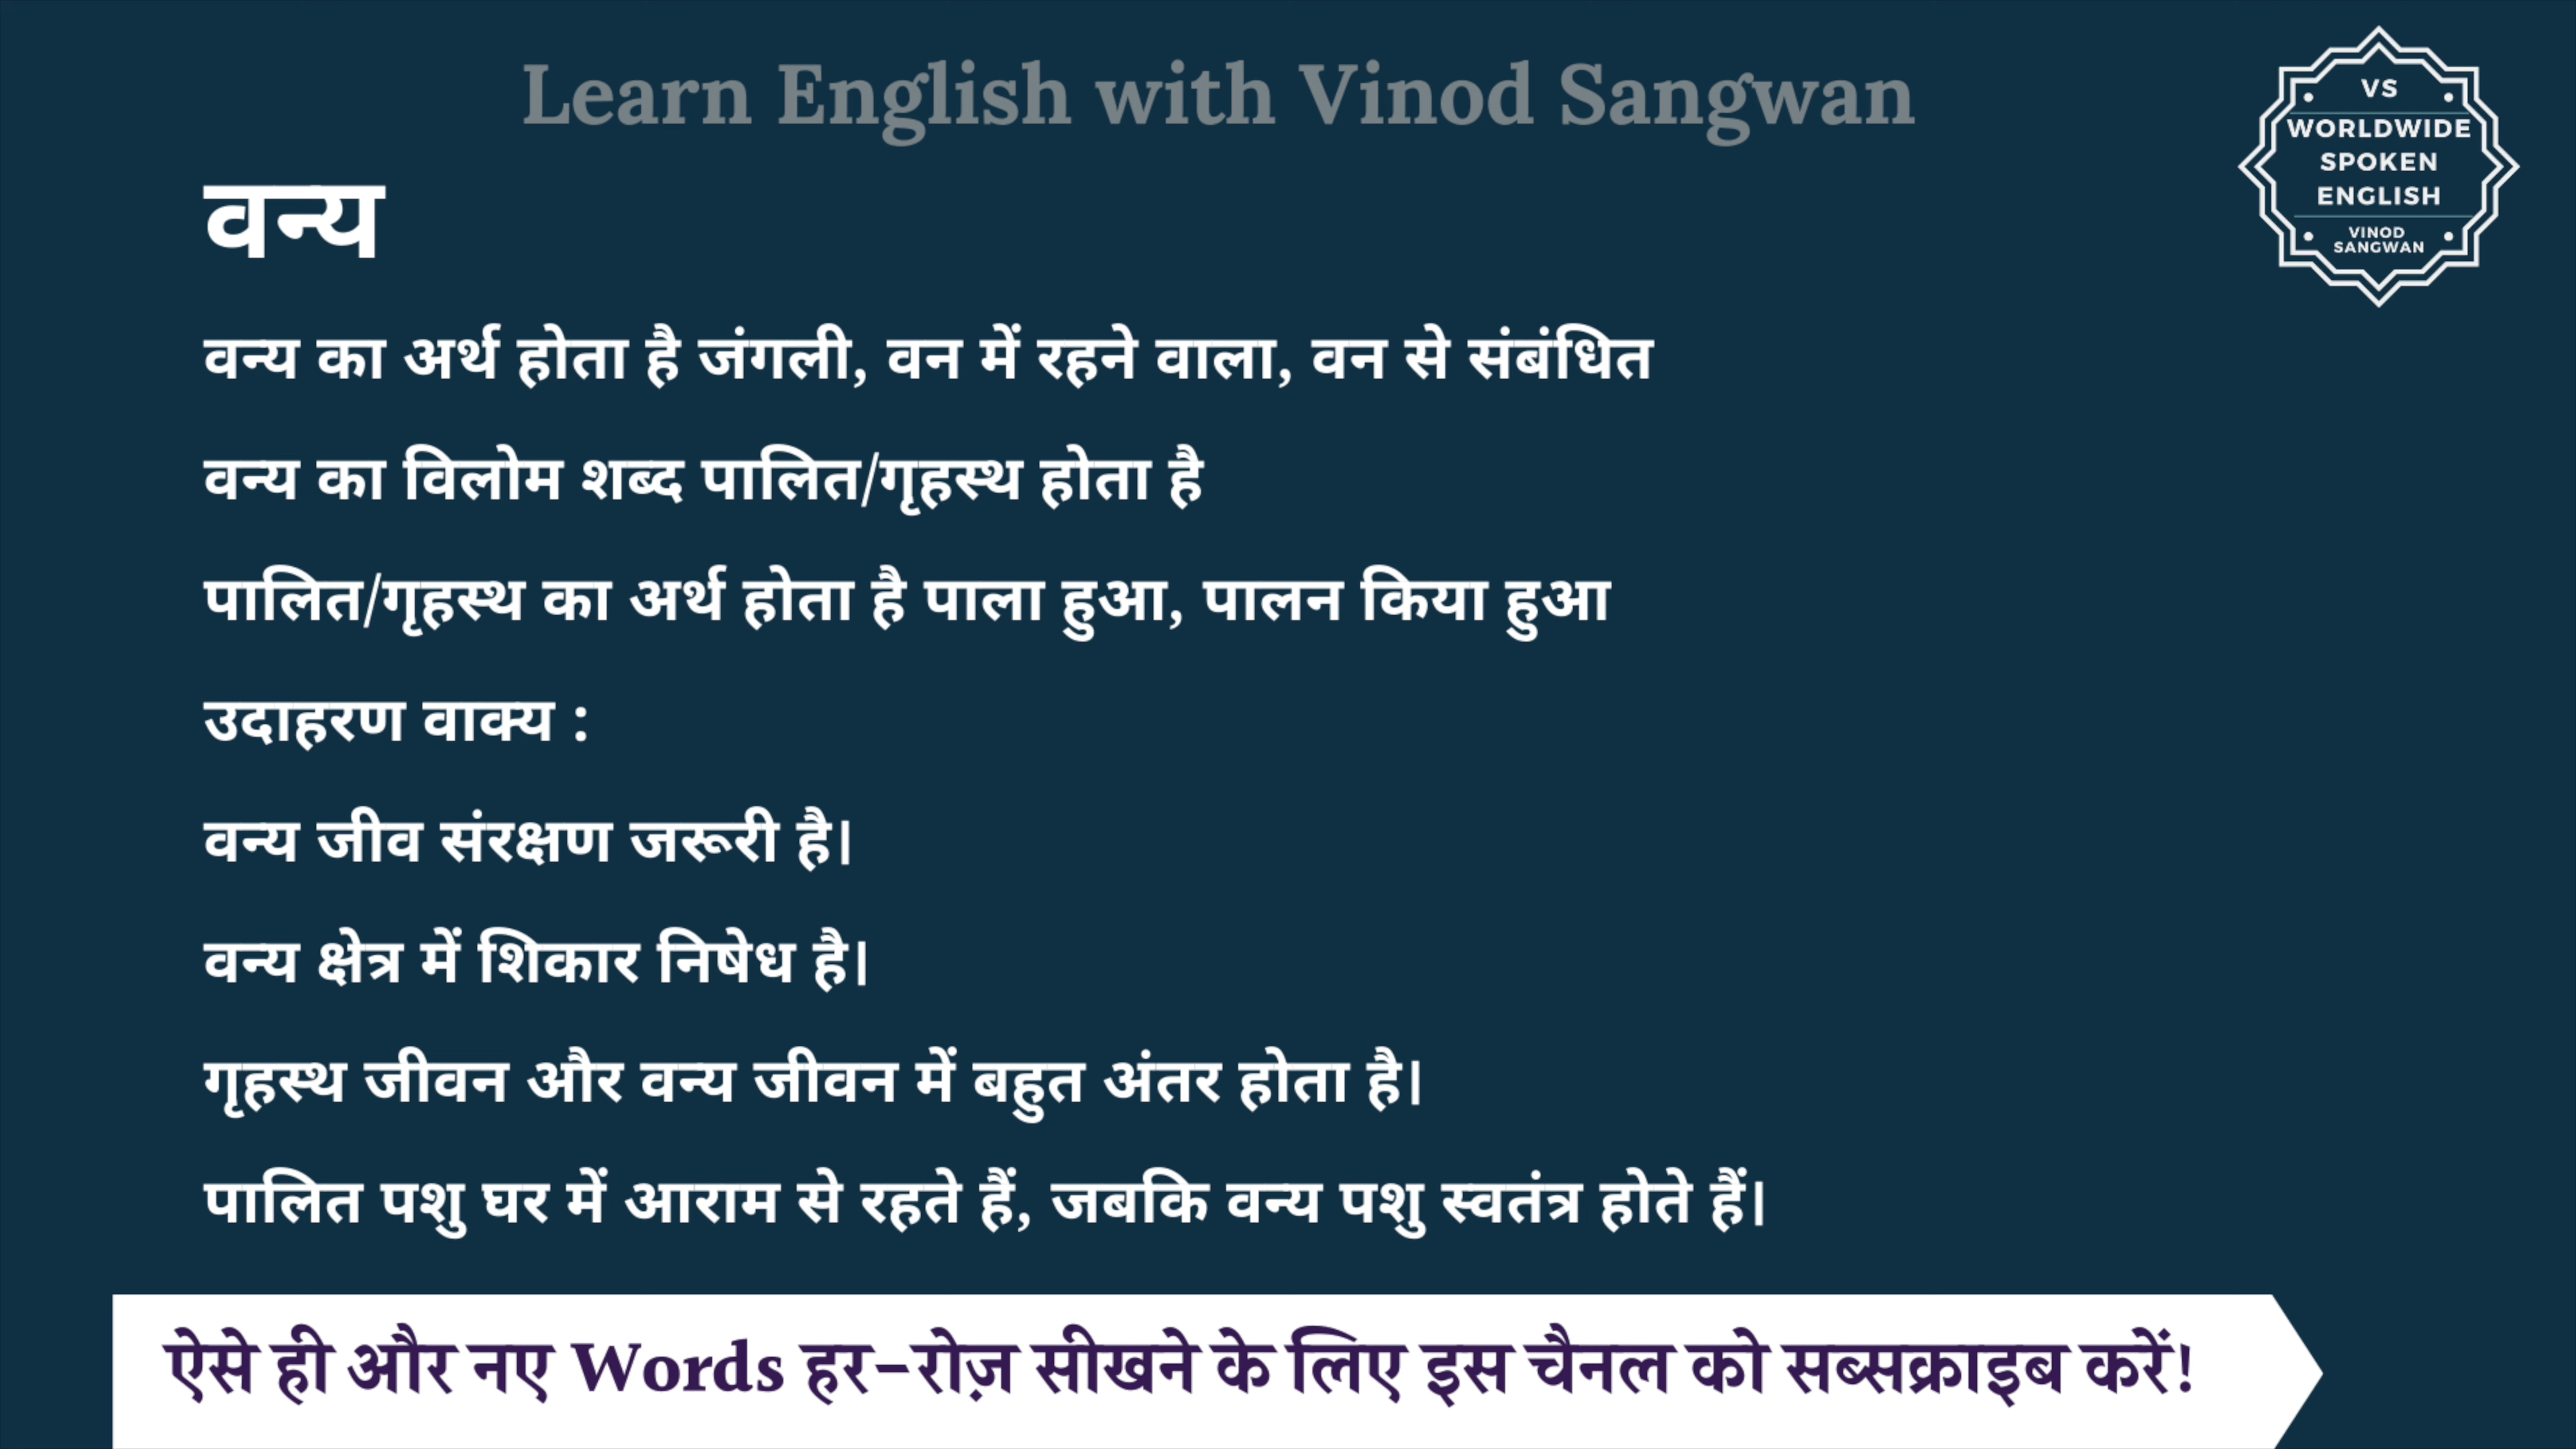 Learn English with Vinod Sangwan
VS
WORLDWIDE
SPOKEN
ENGLISH
VINOD
SANGWAN
वन्य
वन्य का अर्थ होता है जंगली, वन में रहने वाला, वन से संबंधित
वन्य का विलोम शब्द पालित/गृहस्थ होता है
पालित/गृहस्थ का अर्थ होता है पाला हुआ, पालन किया हुआ
उदाहरण वाक्य :
वन्य जीव संरक्षण जरूरी है।
वन्य क्षेत्र में शिकार निषेध है।
गृहस्थ जीवन और वन्य जीवन में बहुत अंतर होता है।
पालित पशु घर में आराम से रहते हैं, जबकि वन्य पशु स्वतंत्र होते हैं।
ऐसे ही और नए Words हर-रोज़ सीखने के लिए इस चैनल को सब्सक्राइब करें!